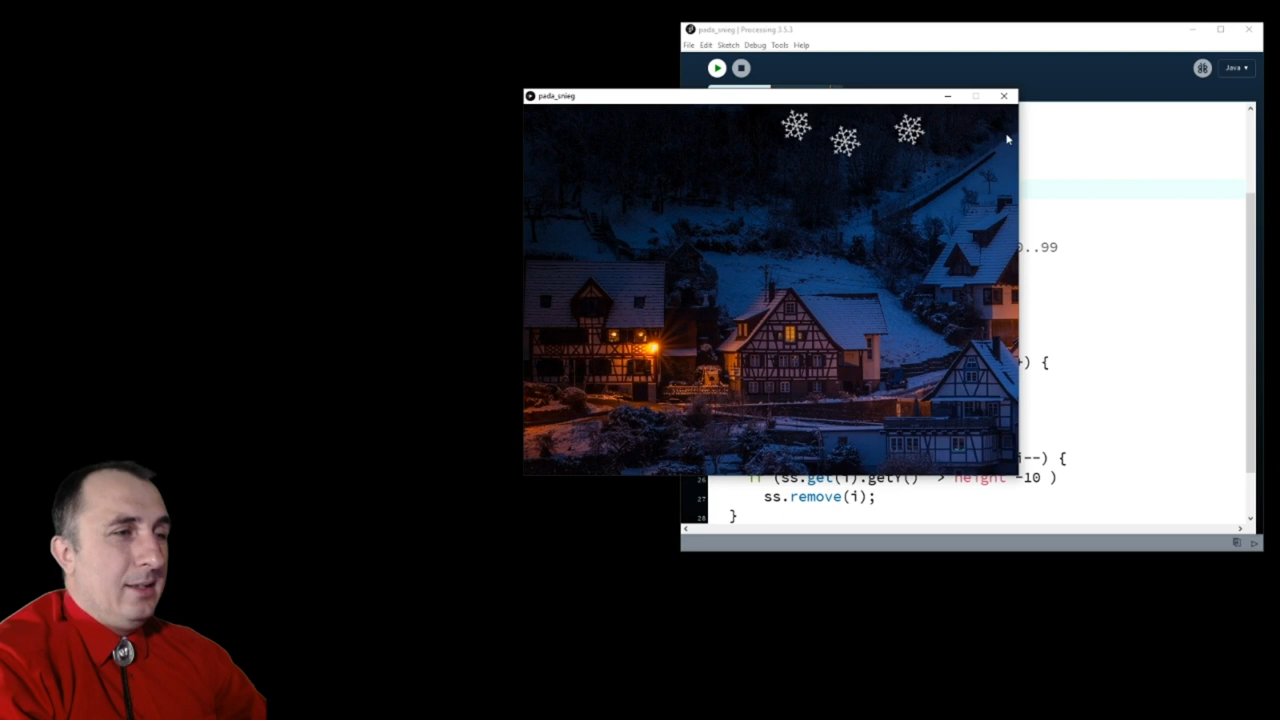 pada_snieg | Processing 3.5.3
File Edit Sketch Debug Tools Help
Java
pada_snieg
..99
) {
i--) {
26 if (ss.get(i).getY() > height -10 )
27 ss.remove(i);
28 }